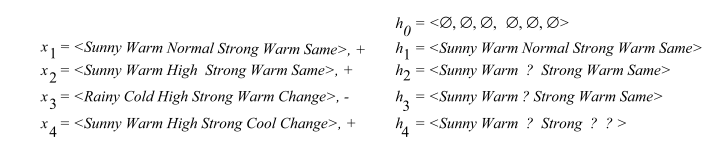 h0 = <∅, ∅, ∅, ∅, ∅, ∅>
x1 = <Sunny Warm Normal Strong Warm Same>, + h1 = <Sunny Warm Normal Strong Warm Same>
x2 = <Sunny Warm High Strong Warm Same>, + h2 = <Sunny Warm ? Strong Warm Same>
x3 = <Rainy Cold High Strong Warm Change>, - h3 = <Sunny Warm ? Strong Warm Same>
x4 = <Sunny Warm High Strong Cool Change>, + h4 = <Sunny Warm ? Strong ? ? >